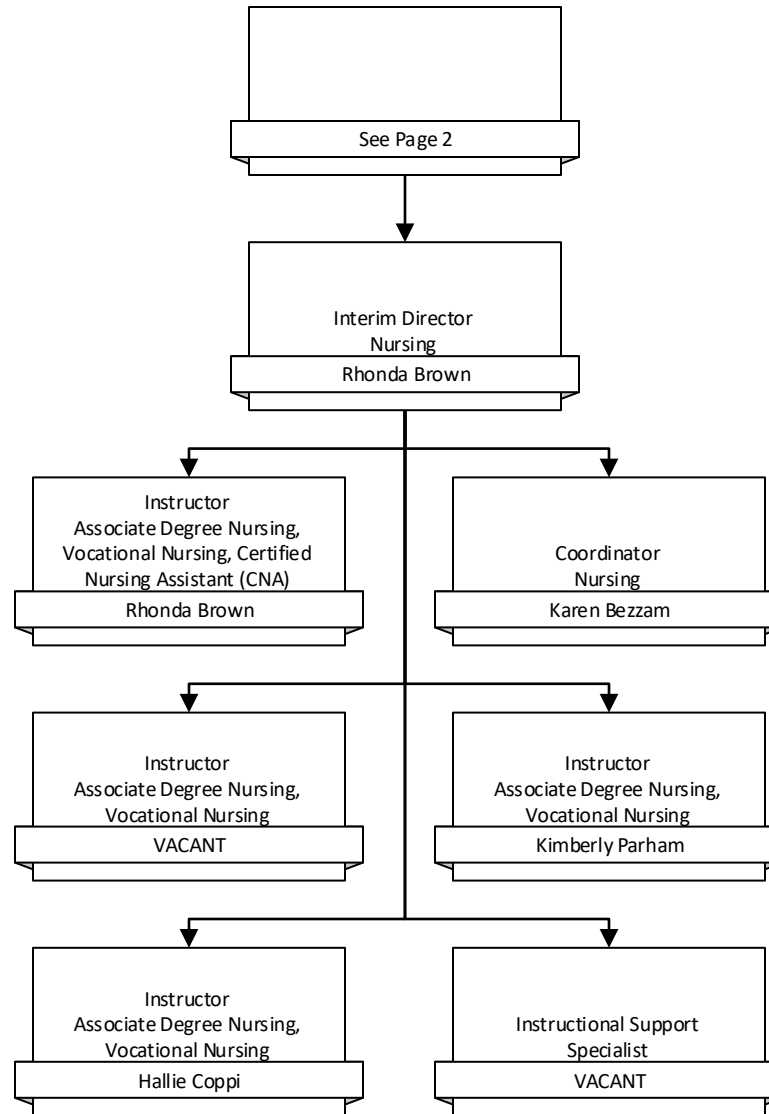 See Page 2
Interim Director
Nursing
Rhonda Brown
Instructor
Associate Degree Nursing,
Vocational Nursing, Certified
Nursing Assistant (CNA)
Rhonda Brown
Coordinator
Nursing
Karen Bezzam
Instructor
Associate Degree Nursing,
Vocational Nursing
VACANT
Instructor
Associate Degree Nursing,
Vocational Nursing
Kimberly Parham
Instructor
Associate Degree Nursing,
Vocational Nursing
Hallie Coppi
Instructional Support
Specialist
VACANT